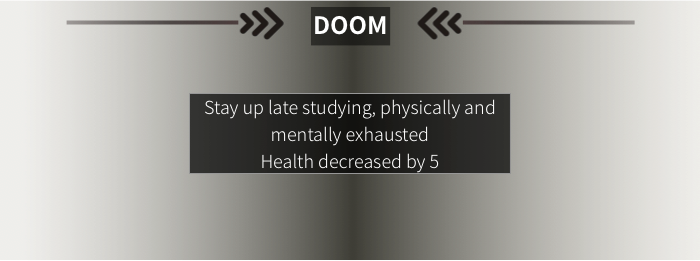 DOOM
Stay up late studying, physically and
mentally exhausted
Health decreased by 5